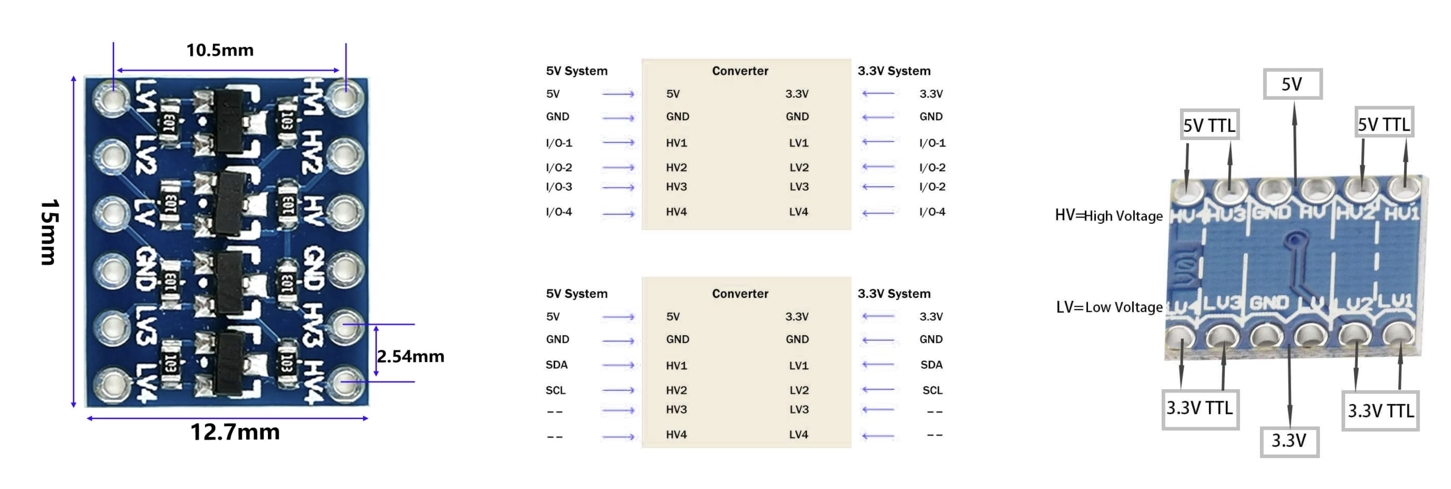 10.5mm
15mm
12.7mm
2.54mm
LV1
LV2
LV
GND
LV3
LV4
HV1
HV2
HV
GND
HV3
HV4
103
103
103
103
103
103
103
103
5V System Converter 3.3V System
5V 5V 3.3V 3.3V
GND GND GND GND
I/O-1 HV1 LV1 I/O-1
I/O-2 HV2 LV2 I/O-2
I/O-3 HV3 LV3 I/O-2
I/O-4 HV4 LV4 I/O-4
5V System Converter 3.3V System
5V 5V 3.3V 3.3V
GND GND GND GND
SDA HV1 LV1 SDA
SCL HV2 LV2 SCL
-- HV3 LV3 --
-- HV4 LV4 --
5V
5V TTL 5V TTL
HV=High Voltage
HV4 HV3 GND HV HV2 HV1
LV=Low Voltage
LV4 LV3 GND LV LV2 LV1
3.3V TTL 3.3V TTL
3.3V